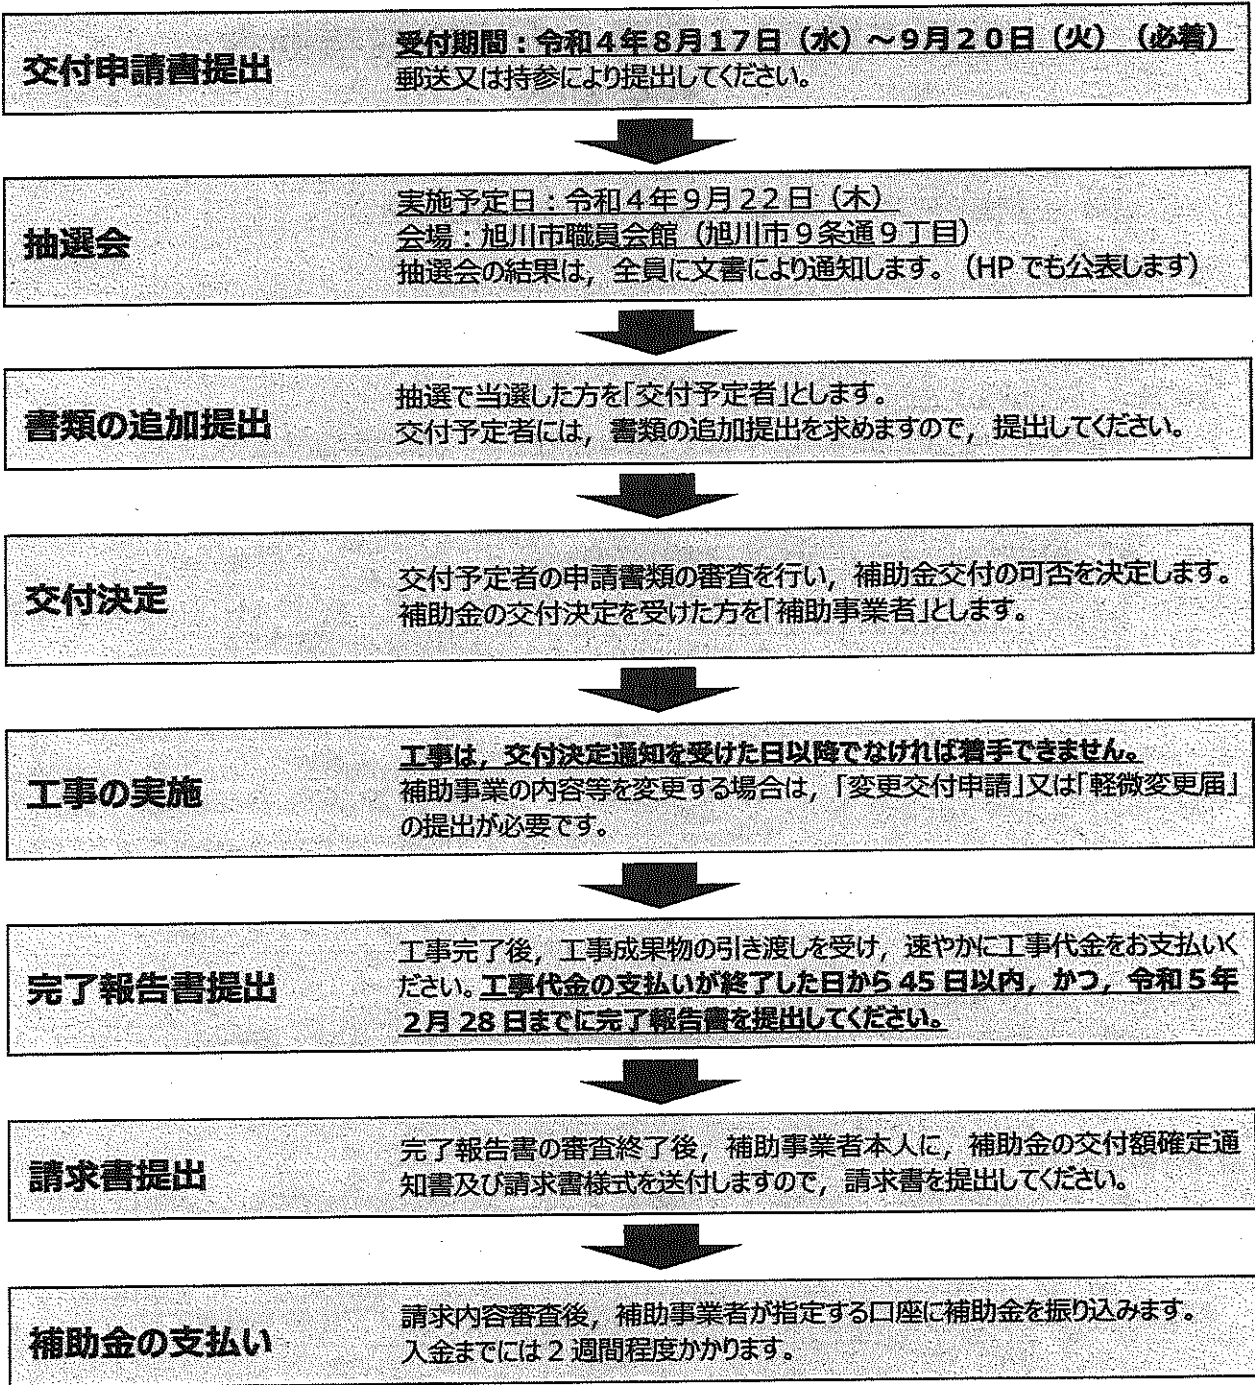 交付申請書提出
受付期間：令和４年８月１７日（水）～９月２０日（火）（必着）
郵送又は持参により提出してください。
抽選会
実施予定日：令和４年９月２２日（木）
会場：旭川市職員会館（旭川市９条通９丁目）
抽選会の結果は，全員に文書により通知します。（HP でも公表します）
書類の追加提出
抽選で当選した方を「交付予定者」とします。
交付予定者には，書類の追加提出を求めますので，提出してください。
交付決定
交付予定者の申請書類の審査を行い，補助金交付の可否を決定します。
補助金の交付決定を受けた方を「補助事業者」とします。
工事の実施
工事は，交付決定通知を受けた日以降でなければ着手できません。
補助事業の内容等を変更する場合は，「変更交付申請」又は「軽微変更届」
の提出が必要です。
完了報告書提出
工事完了後，工事成果物の引き渡しを受け，速やかに工事代金をお支払いく
ださい。工事代金の支払いが終了した日から 45 日以内，かつ，令和５年
２月 28 日までに完了報告書を提出してください。
請求書提出
完了報告書の審査終了後，補助事業者本人に，補助金の交付額確定通
知書及び請求書様式を送付しますので，請求書を提出してください。
補助金の支払い
請求内容審査後，補助事業者が指定する口座に補助金を振り込みます。
入金までには 2 週間程度かかります。